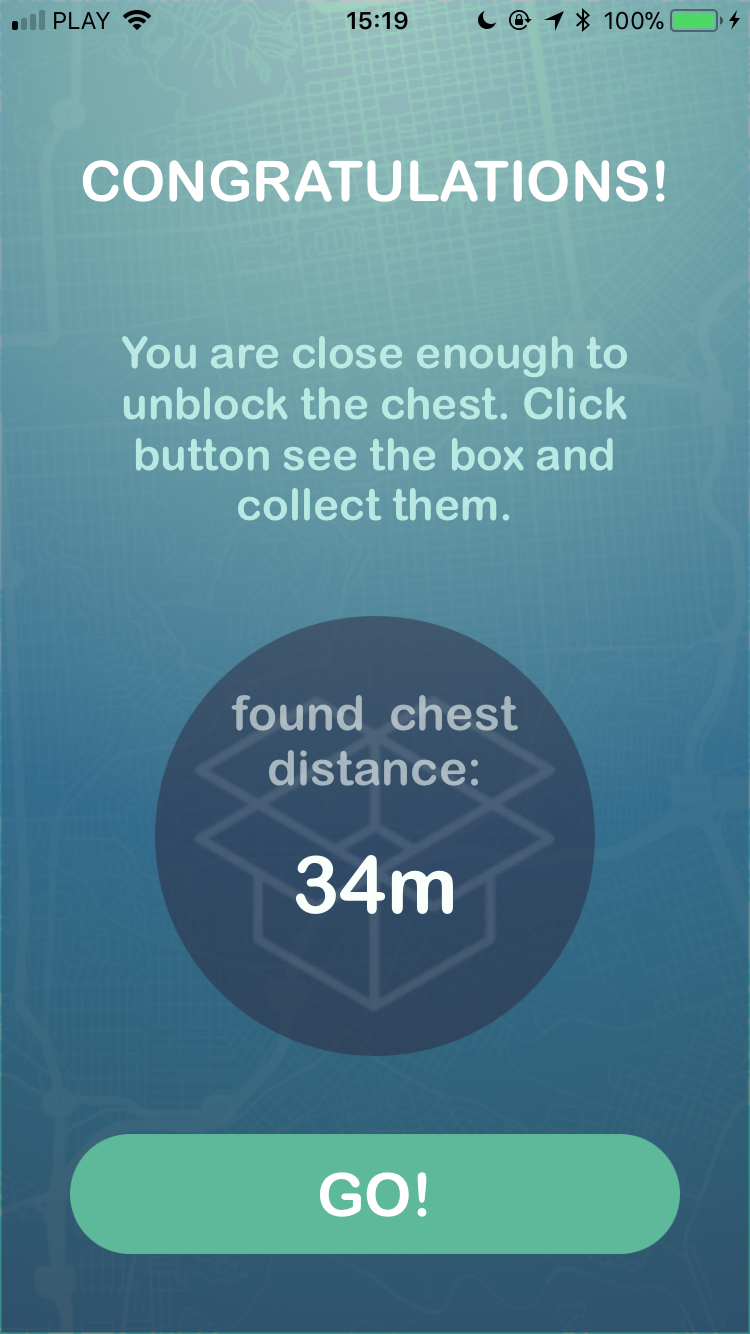 PLAY 15:19 100%
CONGRATULATIONS!
You are close enough to
unblock the chest. Click
button see the box and
collect them.
found chest
distance:
34m
GO!